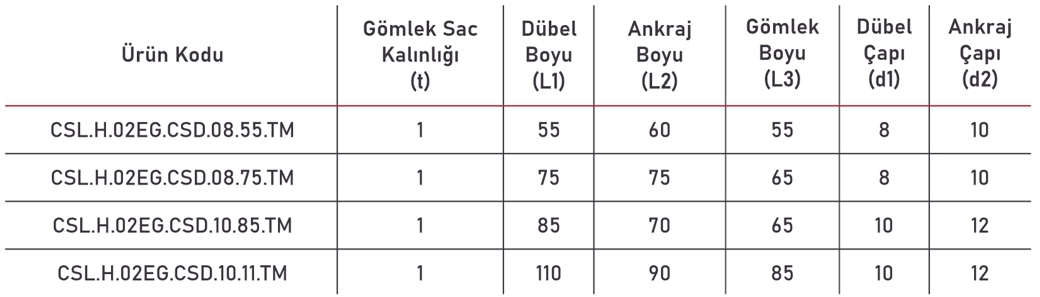 Ürün Kodu Gömlek Sac Kalınlığı (t) Dübel Boyu (L1) Ankraj Boyu (L2) Gömlek Boyu (L3) Dübel Çapı (d1) Ankraj Çapı (d2)
CSL.H.02EG.CSD.08.55.TM 1 55 60 55 8 10
CSL.H.02EG.CSD.08.75.TM 1 75 75 65 8 10
CSL.H.02EG.CSD.10.85.TM 1 85 70 65 10 12
CSL.H.02EG.CSD.10.11.TM 1 110 90 85 10 12